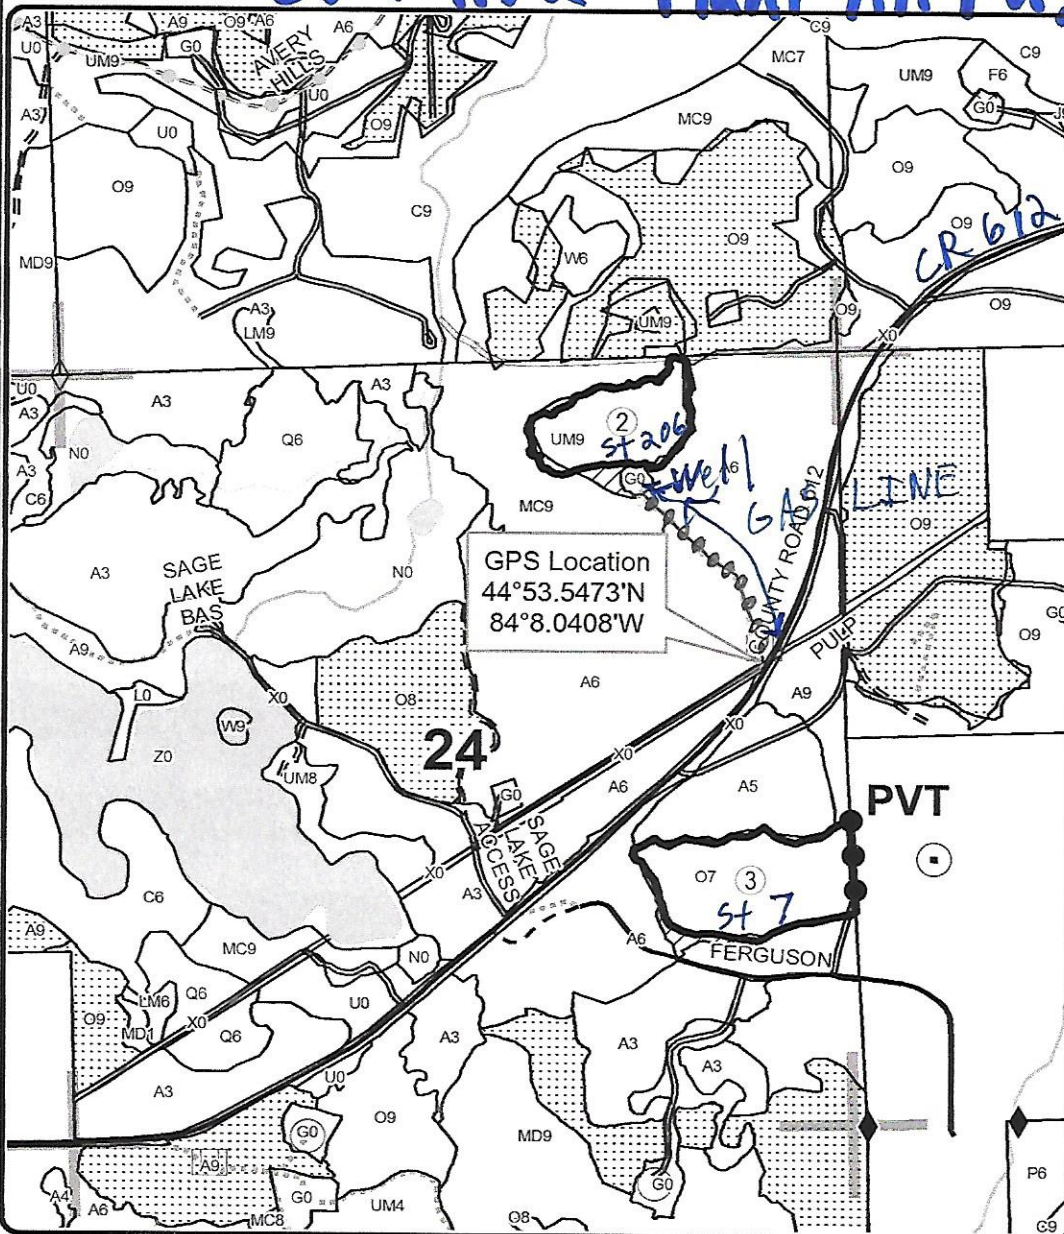 A3 A9 O9 A6 A6
U0 UM9 G0 AVERY HILLS U0 C9
MC7 UM9 F6 C9
G0
A3 U0 O9 MC9
O9 C9 O9 O9
W6 O9 CR 612
MD9
A3 LM9 UM9 O9 O9
X0
U0 A3 A3 A3
A3 Q6 UM9 2
St 206
N0 G0 Well
A3 C6 MC9 GAS LINE
COUNTY ROAD 612 O9
GPS Location
44°53.5473'N
84°8.0408'W
A3 SAGE LAKE BAS N0
A9 PULP O9
L0 X0 A6 A9
W9 O8 X0
Z0 24 X0
UM8 A6 A5
G0 PVT
SAGE LAKE ACCESS
X0 O7 3
C6 A3 St 7
A9 MC9 A6 FERGUSON
N0
Q6 LM6 U0
O9 MD1 X0 Q6 A3 A3
A3 A3
U0 O9
G0 MD9
A9 G0 P6
A4 A6 G0 UM4
MC8 O8 C9